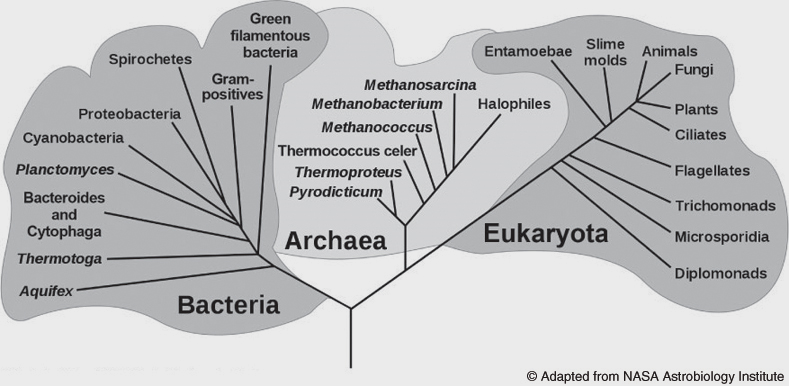 Green
filamentous
bacteria
Spirochetes
Gram-
positives
Proteobacteria
Cyanobacteria
Planctomyces
Bacteroides
and
Cytophaga
Thermotoga
Aquifex
Bacteria
Methanosarcina
Methanobacterium
Halophiles
Methanococcus
Thermococcus celer
Thermoproteus
Pyrodicticum
Archaea
Entamoebae
Slime
molds
Animals
Fungi
Plants
Ciliates
Flagellates
Trichomonads
Microsporidia
Diplomonads
Eukaryota
© Adapted from NASA Astrobiology Institute